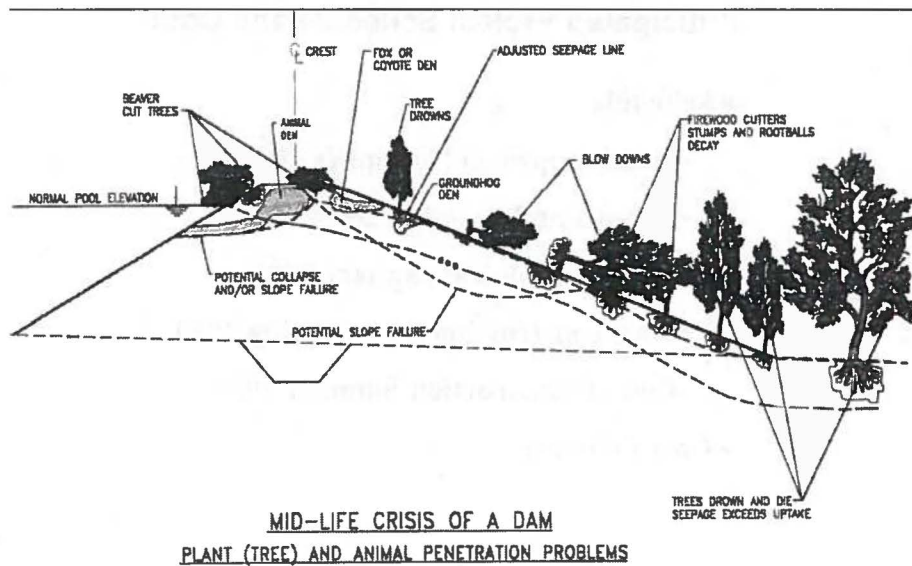 ℄ CREST
FOX OR
COYOTE DEN
ADJUSTED SEEPAGE LINE
BEAVER
CUT TREES
ANIMAL
DEN
TREE
DROWNS
FIREWOOD CUTTERS
STUMPS AND ROOTBALLS
DECAY
BLOW DOWNS
NORMAL POOL ELEVATION
GROUNDHOG
DEN
POTENTIAL COLLAPSE
AND/OR SLOPE FAILURE
POTENTIAL SLOPE FAILURE
TREES DROWN AND DIE
SEEPAGE EXCEEDS UPTAKE
MID-LIFE CRISIS OF A DAM
PLANT (TREE) AND ANIMAL PENETRATION PROBLEMS